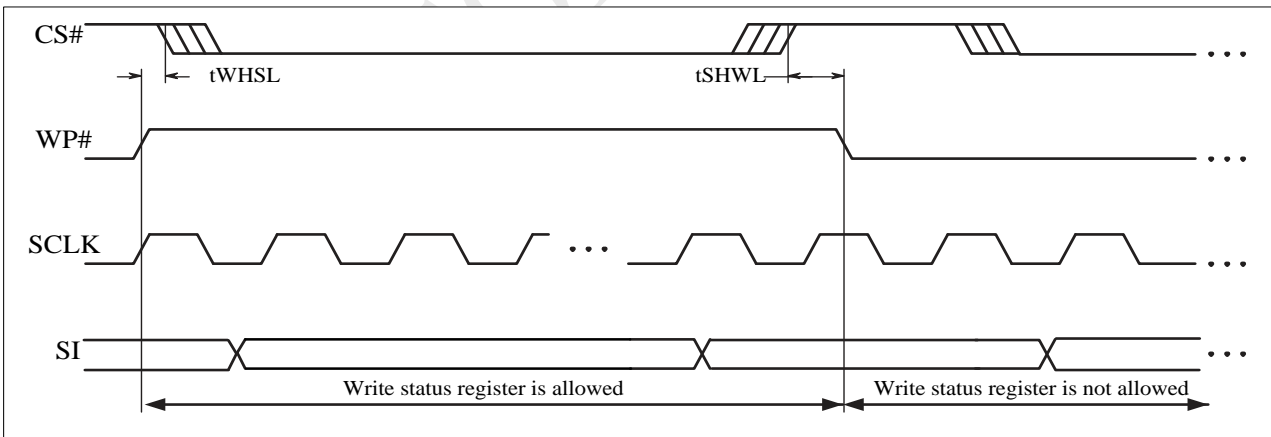 CS#
tWHSL
tSHWL
WP#
SCLK
SI
Write status register is allowed
Write status register is not allowed